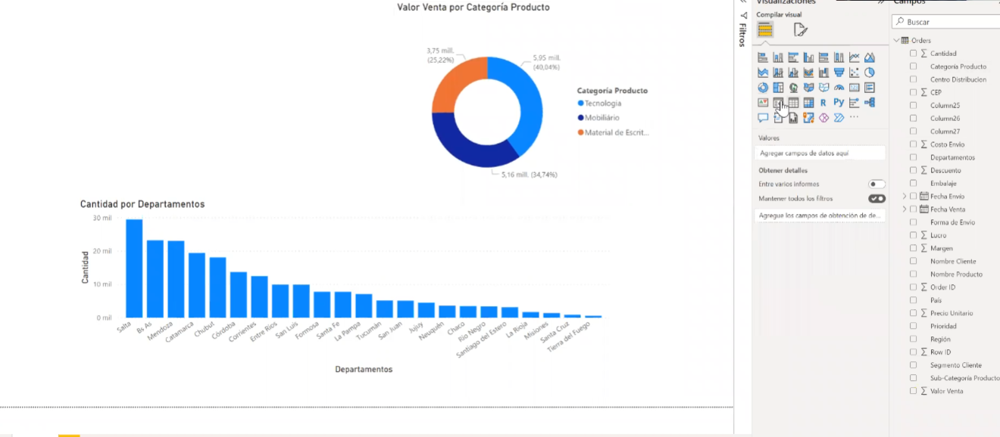 Valor Venta por Categoría Producto
3,75 mill.
(25,22%)
5,95 mill.
(40,04%)
5,16 mill. (34,74%)
Categoría Producto
Tecnologia
Mobiliário
Material de Escrit...
Cantidad por Departamentos
30 mil
20 mil
10 mil
0 mil
Cantidad
Salta
Bs As
Mendoza
Catamarca
Chubut
Córdoba
Corrientes
Entre Rios
San Luis
Formosa
Santa Fe
La Pampa
Tucumán
San Juan
Jujuy
Neuquén
Chaco
Rio Negro
Santiago del Estero
La Rioja
Misiones
Santa Cruz
Tierra del Fuego
Departamentos
Filtros
Visualizaciones
Compilar visual
R
Py
Valores
Agregar campos de datos aquí
Obtener detalles
Entre varios informes
Mantener todos los filtros
Agregue los campos de obtención de de...
Campos
Buscar
Orders
Cantidad
Categoría Producto
Centro Distribucion
CEP
Column25
Column26
Column27
Costo Envio
Departamentos
Descuento
Embalaje
Fecha Envío
Fecha Venta
Forma de Envio
Lucro
Margen
Nombre Cliente
Nombre Producto
Order ID
País
Precio Unitario
Prioridad
Región
Row ID
Segmento Cliente
Sub-Categoría Producto
Valor Venta